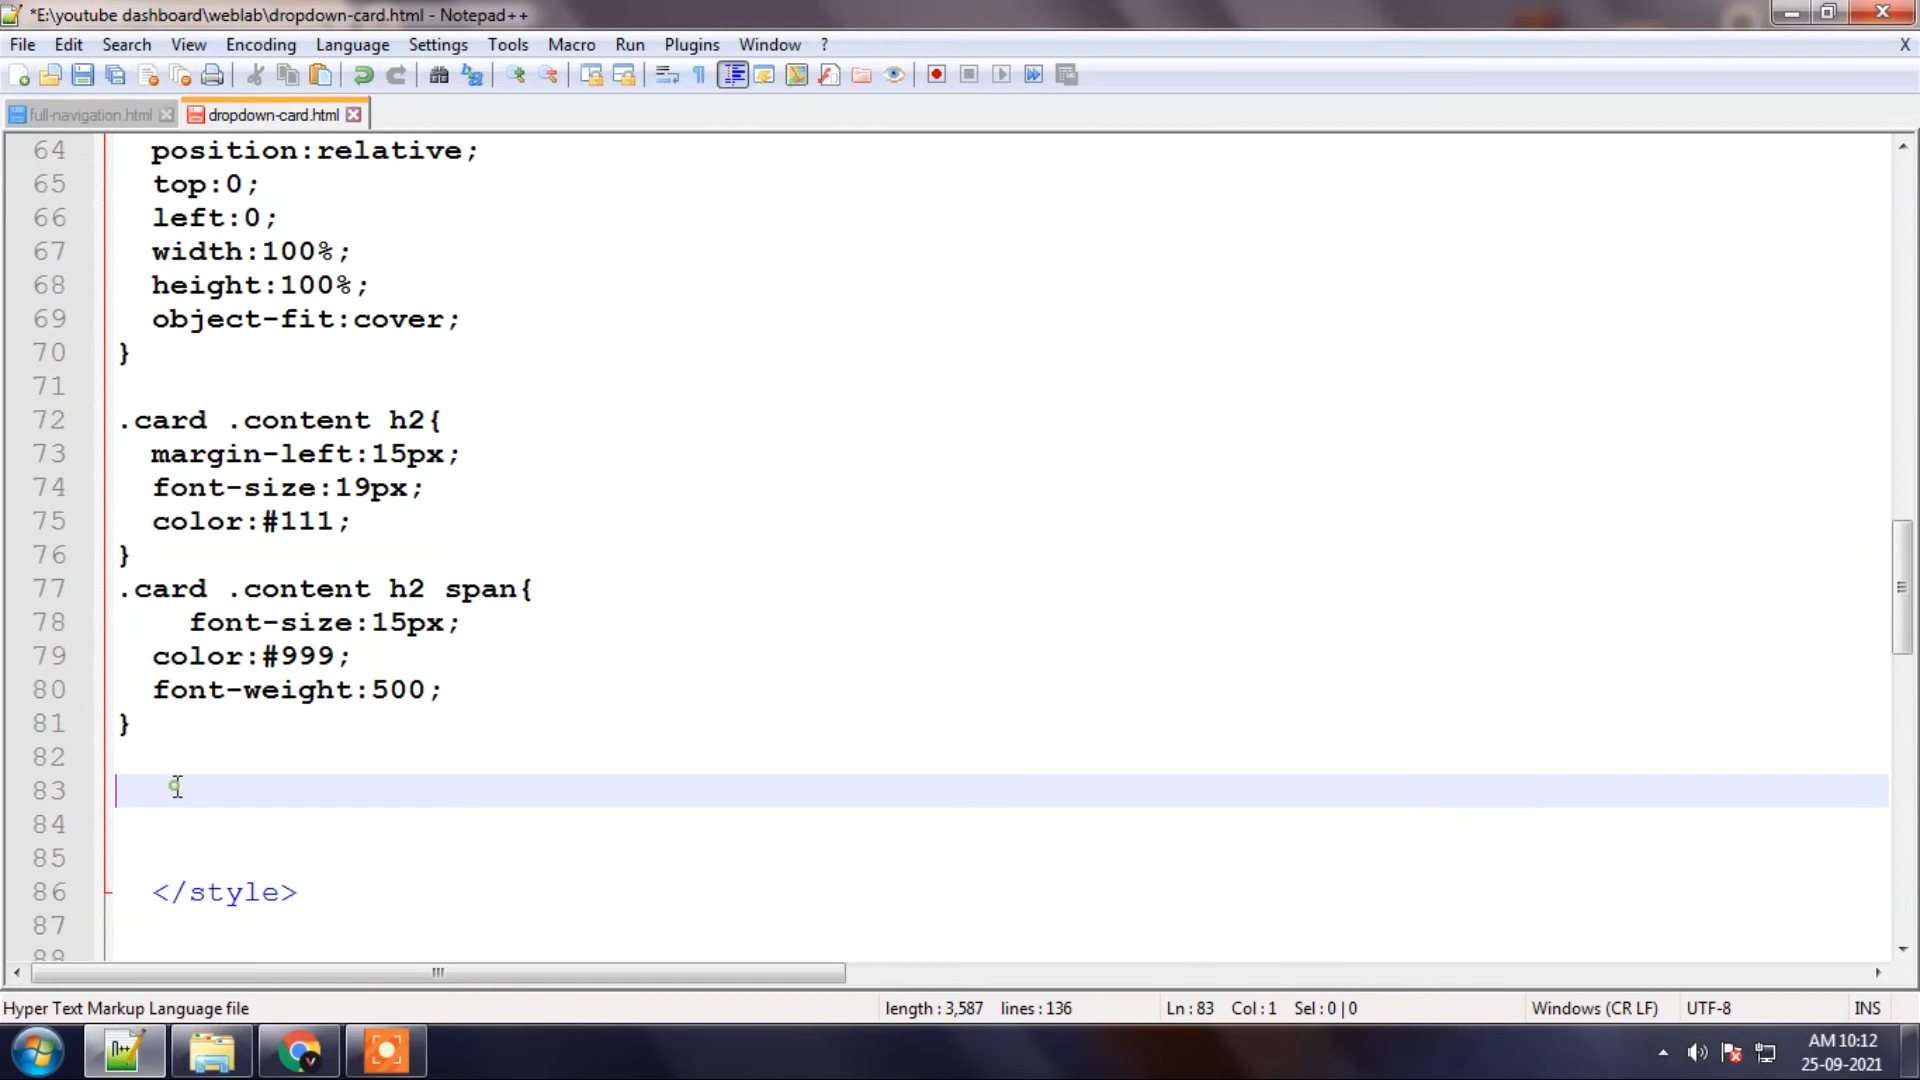 *E:\youtube dashboard\weblab\dropdown-card.html - Notepad++
File Edit Search View Encoding Language Settings Tools Macro Run Plugins Window ? X
full-navigation.html dropdown-card.html
64 position:relative;
65 top:0;
66 left:0;
67 width:100%;
68 height:100%;
69 object-fit:cover;
70 }
71
72 .card .content h2{
73 margin-left:15px;
74 font-size:19px;
75 color:#111;
76 }
77 .card .content h2 span{
78 font-size:15px;
79 color:#999;
80 font-weight:500;
81 }
82
83
84
85
86 </style>
87
88
Hyper Text Markup Language file length : 3,587 lines : 136 Ln : 83 Col : 1 Sel : 0 | 0 Windows (CR LF) UTF-8 INS
AM 10:12
25-09-2021